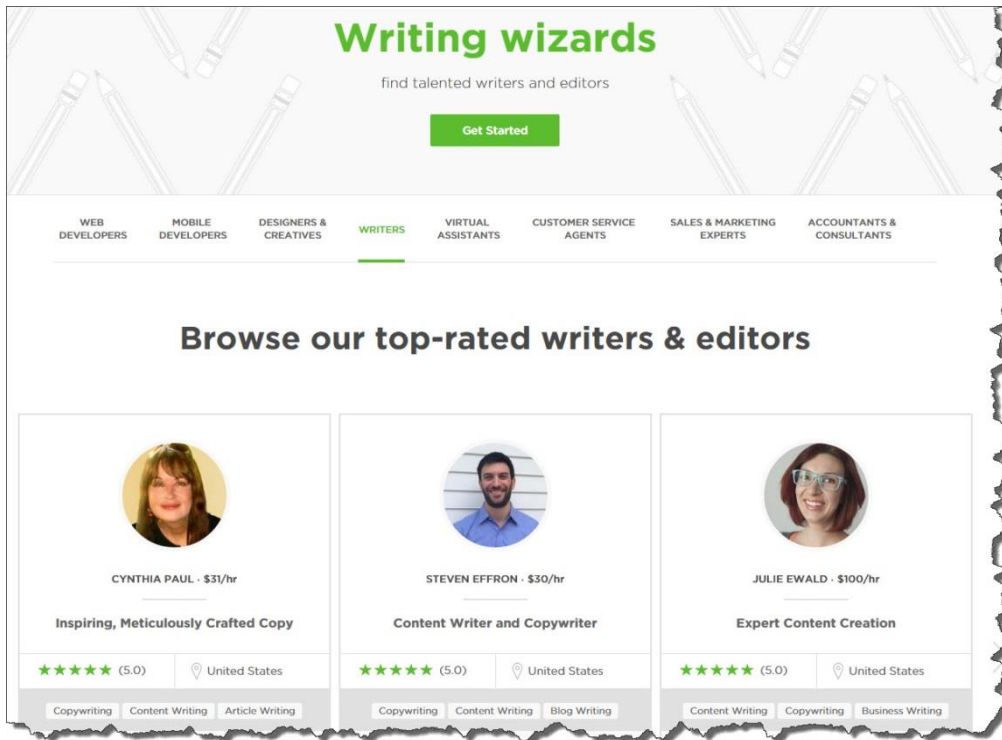 Writing wizards
find talented writers and editors
Get Started
WEB DEVELOPERS
MOBILE DEVELOPERS
DESIGNERS & CREATIVES
WRITERS
VIRTUAL ASSISTANTS
CUSTOMER SERVICE AGENTS
SALES & MARKETING EXPERTS
ACCOUNTANTS & CONSULTANTS
Browse our top-rated writers & editors
CYNTHIA PAUL · $31/hr
Inspiring, Meticulously Crafted Copy
★★★★★ (5.0) United States
Copywriting Content Writing Article Writing
STEVEN EFFRON · $30/hr
Content Writer and Copywriter
★★★★★ (5.0) United States
Copywriting Content Writing Blog Writing
JULIE EWALD · $100/hr
Expert Content Creation
★★★★★ (5.0) United States
Content Writing Copywriting Business Writing